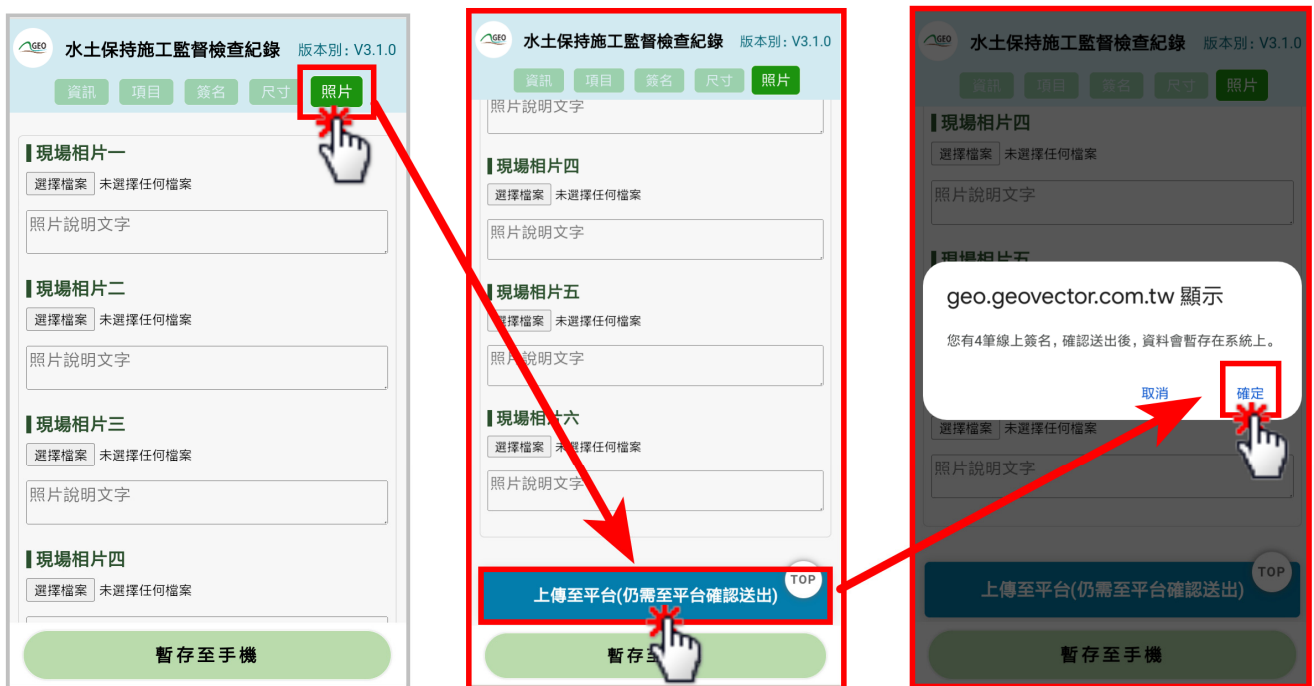 GEO
水土保持施工監督檢查紀錄 版本別: V3.1.0
資訊 項目 簽名 尺寸 照片
現場相片一
選擇檔案 未選擇任何檔案
照片說明文字
現場相片二
選擇檔案 未選擇任何檔案
照片說明文字
現場相片三
選擇檔案 未選擇任何檔案
照片說明文字
現場相片四
選擇檔案 未選擇任何檔案
暫存至手機
GEO
水土保持施工監督檢查紀錄 版本別: V3.1.0
資訊 項目 簽名 尺寸 照片
照片說明文字
現場相片四
選擇檔案 未選擇任何檔案
照片說明文字
現場相片五
選擇檔案 未選擇任何檔案
照片說明文字
現場相片六
選擇檔案 未選擇任何檔案
照片說明文字
TOP
上傳至平台(仍需至平台確認送出)
暫存至
GEO
水土保持施工監督檢查紀錄 版本別: V3.1.0
資訊 項目 簽名 尺寸 照片
現場相片四
選擇檔案 未選擇任何檔案
照片說明文字
現場相片五
geo.geovector.com.tw 顯示
您有4筆線上簽名，確認送出後，資料會暫存在系統上。
取消 確定
選擇檔案 未選擇任何檔案
照片說明文字
TOP
上傳至平台(仍需至平台確認送出)
暫存至手機